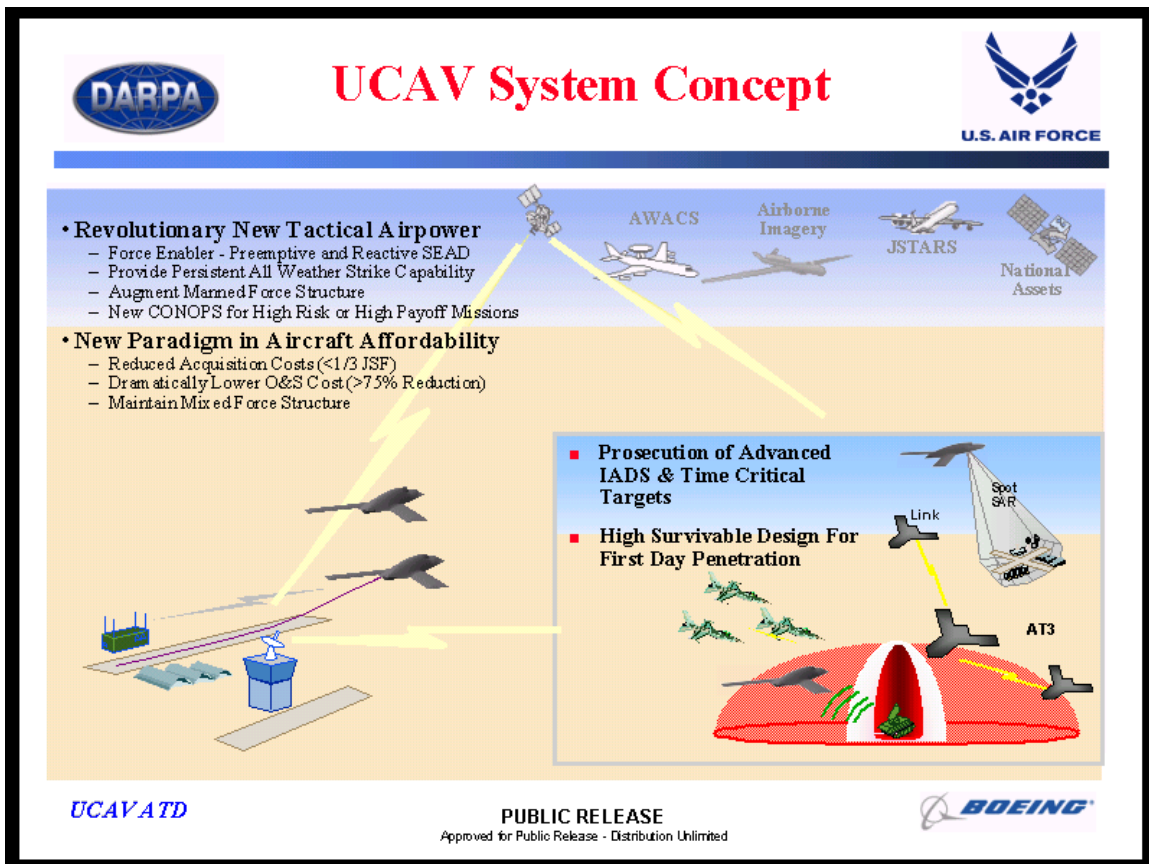 DARPA
UCAV System Concept
U.S. AIR FORCE
• Revolutionary New Tactical Airpower
– Force Enabler - Preemptive and Reactive SEAD
– Provide Persistent All Weather Strike Capability
– Augment Manned Force Structure
– New CONOPS for High Risk or High Payoff Missions
AWACS
Airborne
Imagery
JSTARS
National
Assets
• New Paradigm in Aircraft Affordability
– Reduced Acquisition Costs (<1/3 JSF)
– Dramatically Lower O&S Cost (>75% Reduction)
– Maintain Mixed Force Structure
■ Prosecution of Advanced
IADS & Time Critical
Targets
■ High Survivable Design For
First Day Penetration
Spot
SAR
Link
AT3
UCAV ATD
PUBLIC RELEASE
Approved for Public Release - Distribution Unlimited
BOEING